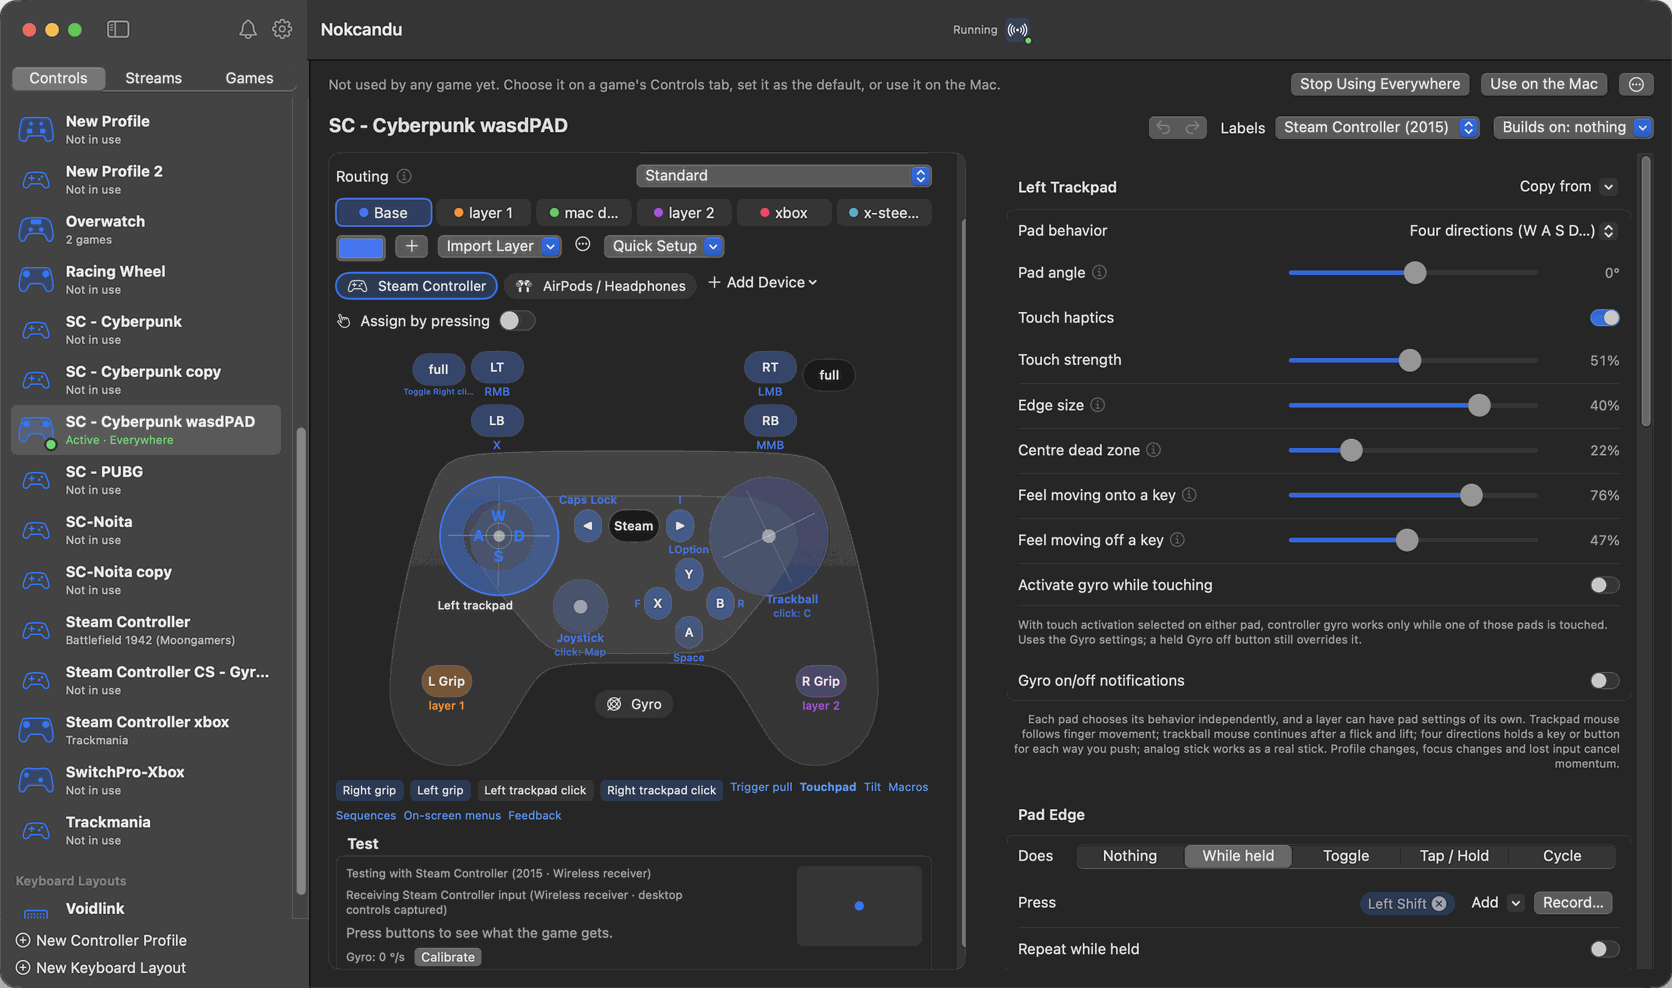 Nokcandu
Running
Controls
Streams
Games
New Profile
Not in use
New Profile 2
Not in use
Overwatch
2 games
Racing Wheel
Not in use
SC - Cyberpunk
Not in use
SC - Cyberpunk copy
Not in use
SC - Cyberpunk wasdPAD
Active · Everywhere
SC - PUBG
Not in use
SC-Noita
Not in use
SC-Noita copy
Not in use
Steam Controller
Battlefield 1942 (Moongamers)
Steam Controller CS - Gyr...
Not in use
Steam Controller xbox
Trackmania
SwitchPro-Xbox
Not in use
Trackmania
Not in use
Keyboard Layouts
Voidlink
New Controller Profile
New Keyboard Layout
Not used by any game yet. Choose it on a game's Controls tab, set it as the default, or use it on the Mac.
Stop Using Everywhere
Use on the Mac
SC - Cyberpunk wasdPAD
Labels
Steam Controller (2015)
Builds on: nothing
Routing
Standard
Base
layer 1
mac d...
layer 2
xbox
x-stee...
Import Layer
Quick Setup
Steam Controller
AirPods / Headphones
Add Device
Assign by pressing
full
LT
RT
full
Toggle Right cli...
RMB
LMB
LB
RB
X
MMB
Caps Lock
I
W
A
D
S
Steam
LOption
Y
F
X
B
R
Left trackpad
Trackball
click: C
A
Joystick
click: Map
Space
L Grip
R Grip
layer 1
Gyro
layer 2
Right grip
Left grip
Left trackpad click
Right trackpad click
Trigger pull
Touchpad
Tilt
Macros
Sequences
On-screen menus
Feedback
Test
Testing with Steam Controller (2015 · Wireless receiver)
Receiving Steam Controller input (Wireless receiver · desktop
controls captured)
Press buttons to see what the game gets.
Gyro: 0 °/s
Calibrate
Left Trackpad
Copy from
Pad behavior
Four directions (W A S D...)
Pad angle
0°
Touch haptics
Touch strength
51%
Edge size
40%
Centre dead zone
22%
Feel moving onto a key
76%
Feel moving off a key
47%
Activate gyro while touching
With touch activation selected on either pad, controller gyro works only while one of those pads is touched.
Uses the Gyro settings; a held Gyro off button still overrides it.
Gyro on/off notifications
Each pad chooses its behavior independently, and a layer can have pad settings of its own. Trackpad mouse
follows finger movement; trackball mouse continues after a flick and lift; four directions holds a key or button
for each way you push; analog stick works as a real stick. Profile changes, focus changes and lost input cancel
momentum.
Pad Edge
Does
Nothing
While held
Toggle
Tap / Hold
Cycle
Press
Left Shift
Add
Record...
Repeat while held